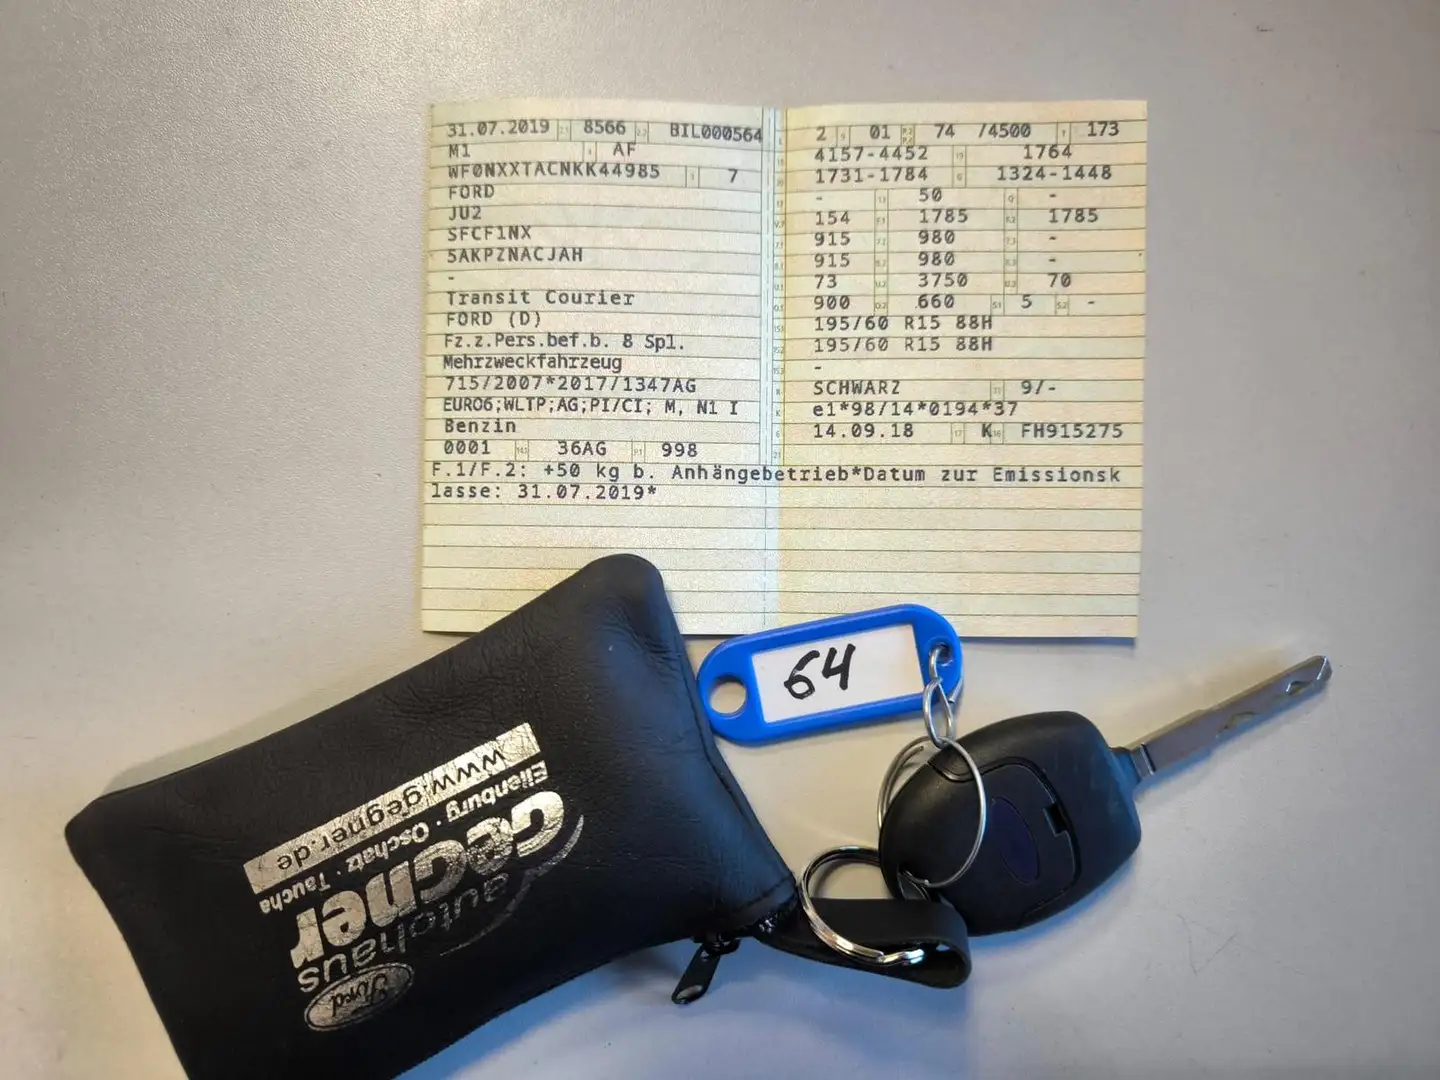 31.07.2019 8566 BIL000564
M1 AF
WF0NXXTACNKK44985 7
FORD
JU2
SFCF1NX
5AKPZNACJAH
-
Transit Courier
FORD (D)
Fz.z.Pers.bef.b. 8 Spl.
Mehrzweckfahrzeug
715/2007*2017/1347AG
EURO6;WLTP;AG;PI/CI; M, N1 I
Benzin
0001 36AG 998
2 01 74 /4500 173
4157-4452 1764
1731-1784 1324-1448
- 50 -
154 1785 1785
915 980 -
915 980 -
73 3750 70
900 660 5 -
195/60 R15 88H
195/60 R15 88H
-
SCHWARZ 9/-
e1*98/14*0194*37
14.09.18 K FH915275
F.1/F.2: +50 kg b. Anhängebetrieb*Datum zur Emissionsk
lasse: 31.07.2019*
64
Ford
autohaus
Gegner
Eilenburg · Oschatz · Taucha
www.gegner.de